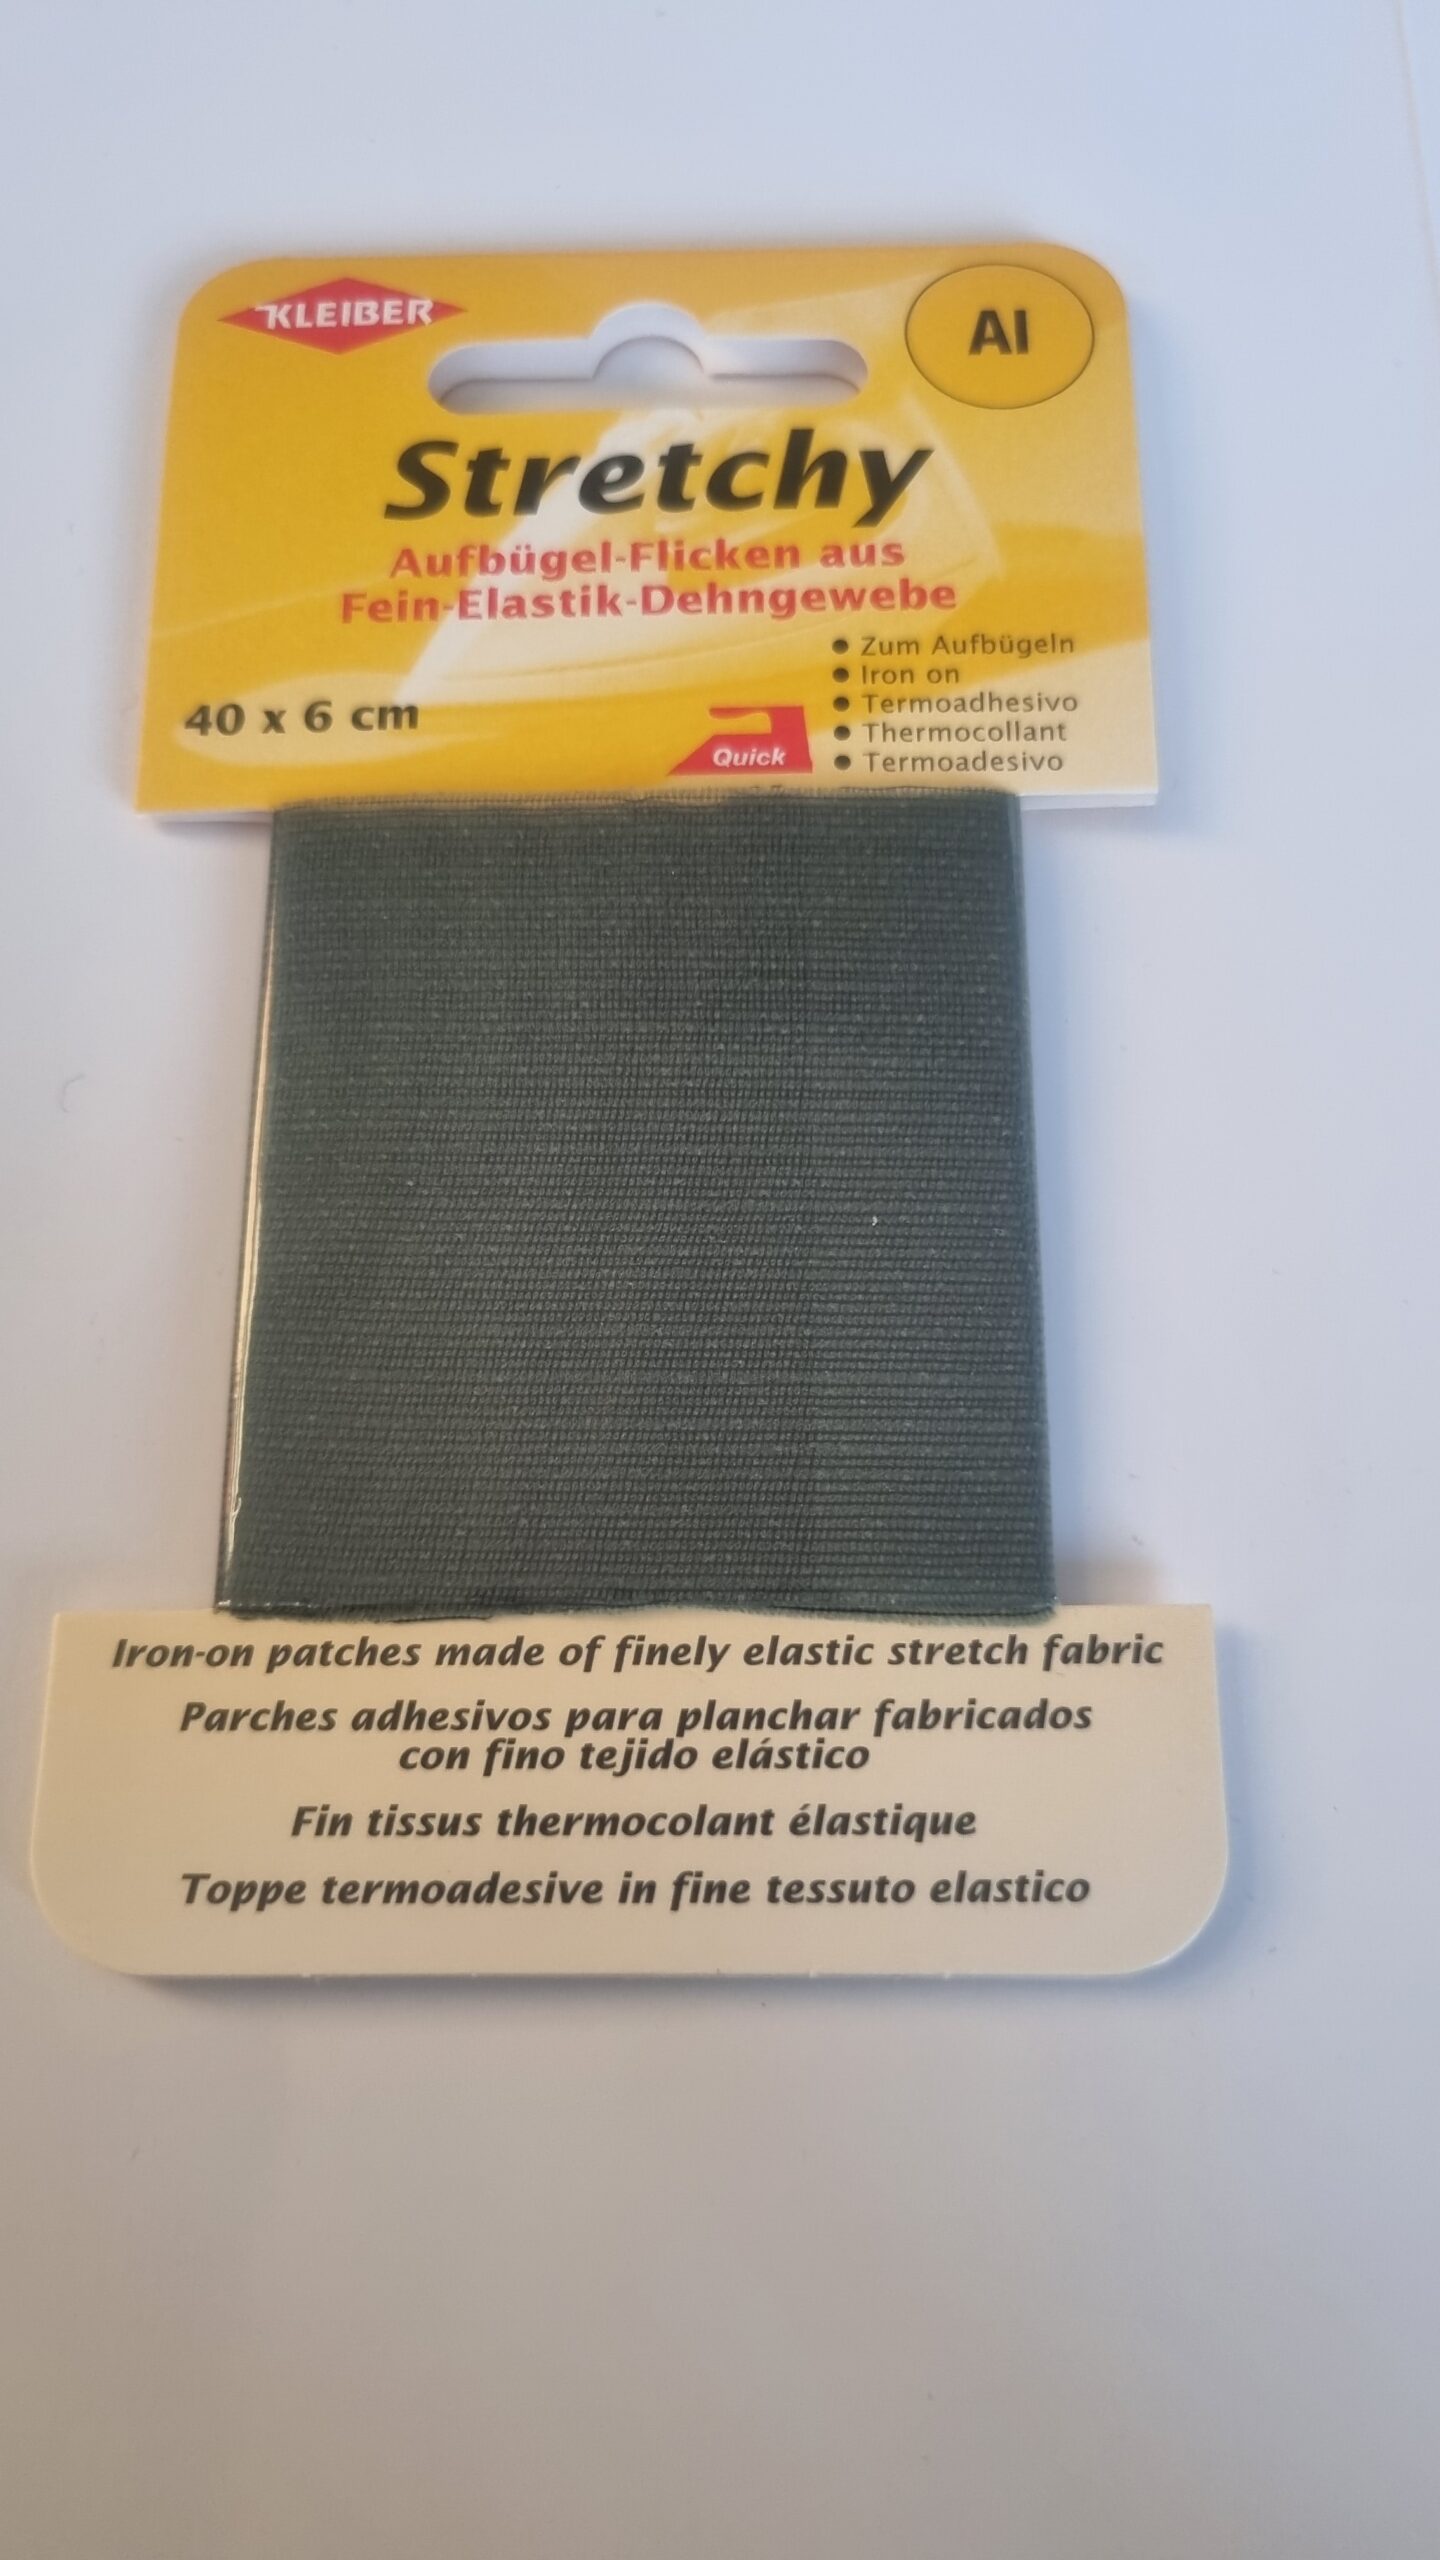 KLEIBER
AI
Stretchy
Aufbügel-Flicken aus
Fein-Elastik-Dehngewebe
40 x 6 cm
Quick
• Zum Aufbügeln
• Iron on
• Termoadhesivo
• Thermocollant
• Termoadesivo
Iron-on patches made of finely elastic stretch fabric
Parches adhesivos para planchar fabricados
con fino tejido elástico
Fin tissus thermocolant élastique
Toppe termoadesive in fine tessuto elastico